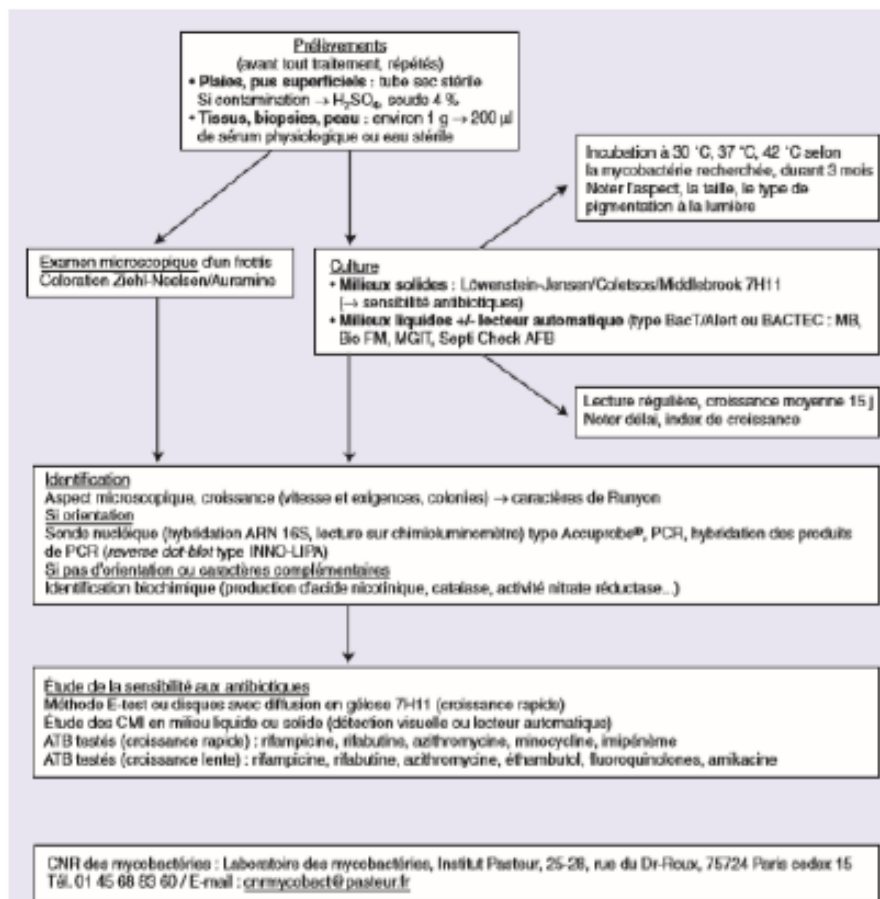 Prélèvements
(avant tout traitement, répétés)
• Plaies, pus superficiels : tube sec stérile
Si contamination → H₂SO₄, soude 4 %
• Tissus, biopsies, peau : environ 1 g → 200 µl
de sérum physiologique ou eau stérile
Incubation à 30 °C, 37 °C, 42 °C selon
la mycobactérie recherchée, durant 3 mois
Noter l'aspect, la taille, le type de
pigmentation à la lumière
Examen microscopique d'un frottis
Coloration Ziehl-Neelsen/Auramine
Culture
• Milieux solides : Löwenstein-Jensen/Coletsos/Middlebrook 7H11
(→ sensibilité antibiotiques)
• Milieux liquides +/- lecteur automatique (type BacT/Alert ou BACTEC : MB,
Bio FM, MGIT, Septi Check AFB
Lecture régulière, croissance moyenne 15 j
Noter délai, index de croissance
Identification
Aspect microscopique, croissance (vitesse et exigences, colonies) → caractères de Runyon
Si orientation
Sonde nucléique (hybridation ARN 16S, lecture sur chimioluminomètre) type Accuprobe®, PCR, hybridation des produits
de PCR (reverse dot-blot type INNO-LIPA)
Si pas d'orientation ou caractères complémentaires
Identification biochimique (production d'acide nicotinique, catalase, activité nitrate réductase...)
Étude de la sensibilité aux antibiotiques
Méthode E-test ou disques avec diffusion en gélose 7H11 (croissance rapide)
Étude des CMI en milieu liquide ou solide (détection visuelle ou lecteur automatique)
ATB testés (croissance rapide) : rifampicine, rifabutine, azithromycine, minocycline, imipénème
ATB testés (croissance lente) : rifampicine, rifabutine, azithromycine, éthambutol, fluoroquinolones, amikacine
CNR des mycobactéries : Laboratoire des mycobactéries, Institut Pasteur, 25-28, rue du Dr-Roux, 75724 Paris cedex 15
Tél. 01 45 68 83 60 / E-mail : cnrmycobact@pasteur.fr